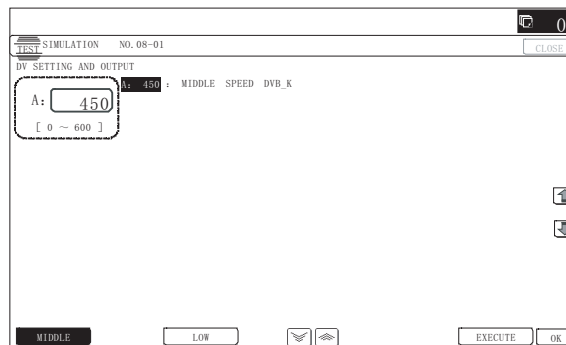 0
TEST SIMULATION NO.08-01
CLOSE
DV SETTING AND OUTPUT
A: 450
[ 0 ～ 600 ]
A: 450 : MIDDLE SPEED DVB_K
MIDDLE LOW EXECUTE OK